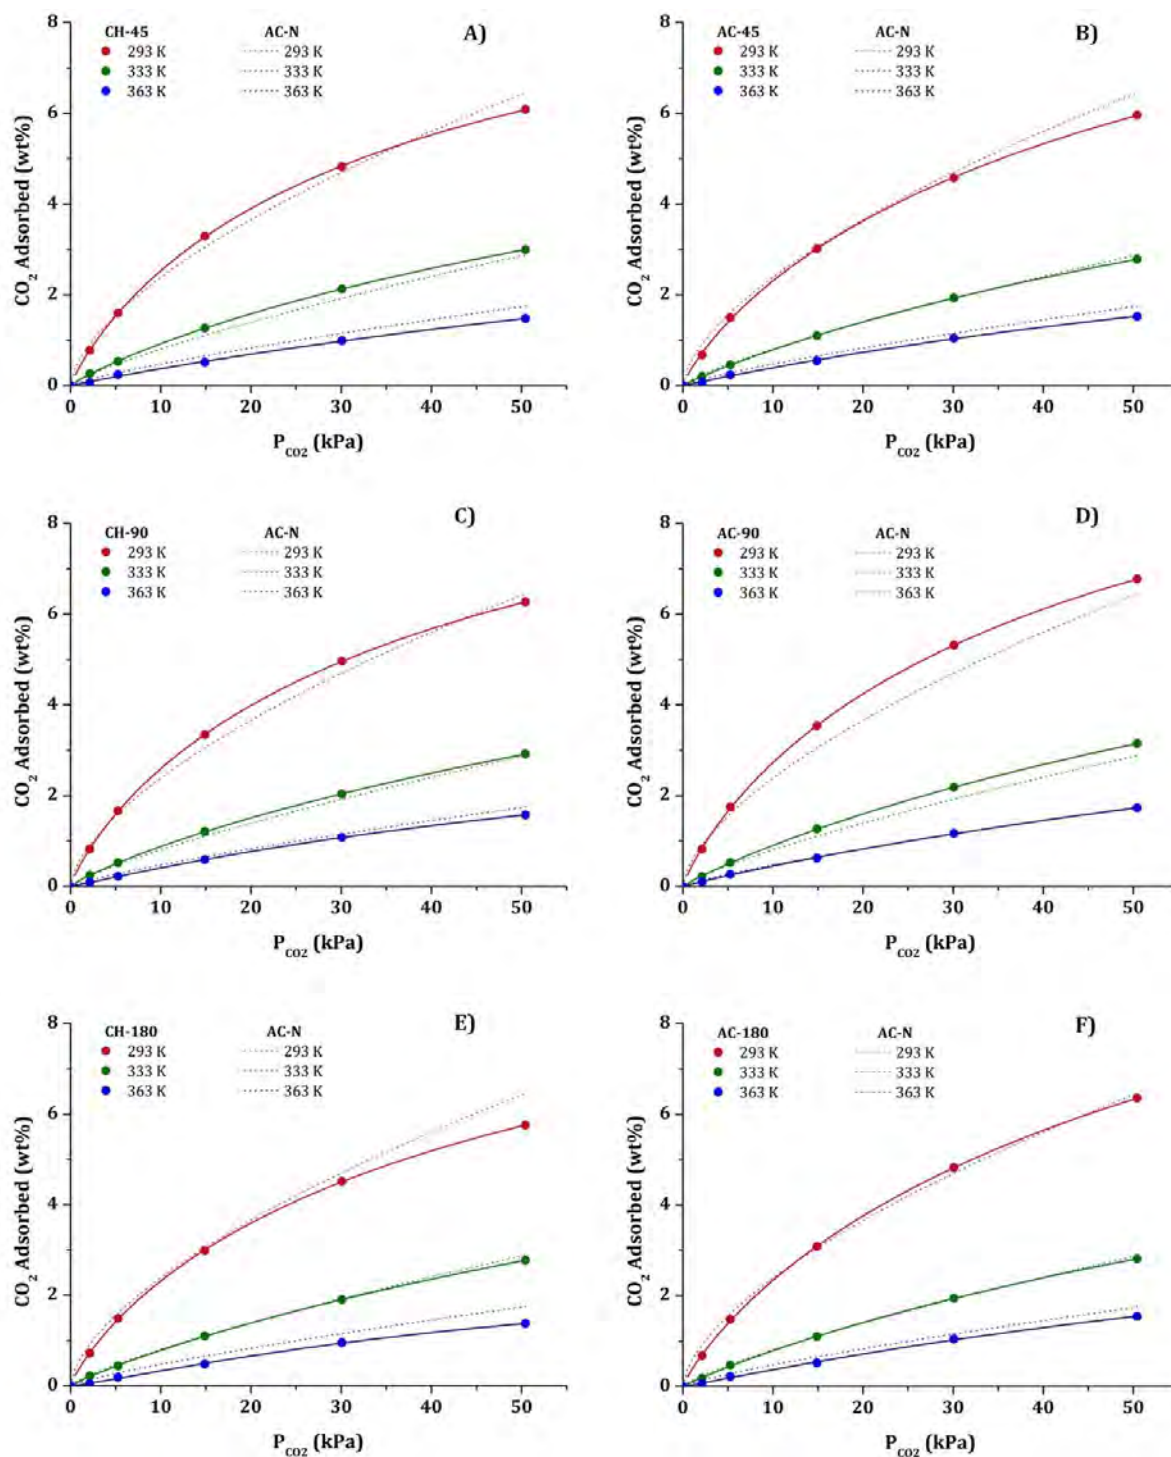 8
CH-45 AC-N A)
293 K 293 K
333 K 333 K
363 K 363 K
6
4
2
0
CO2 Adsorbed (wt%)
0 10 20 30 40 50
PCO2 (kPa)
8
AC-45 AC-N B)
293 K 293 K
333 K 333 K
363 K 363 K
6
4
2
0
CO2 Adsorbed (wt%)
0 10 20 30 40 50
PCO2 (kPa)
8
CH-90 AC-N C)
293 K 293 K
333 K 333 K
363 K 363 K
6
4
2
0
CO2 Adsorbed (wt%)
0 10 20 30 40 50
PCO2 (kPa)
8
AC-90 AC-N D)
293 K 293 K
333 K 333 K
363 K 363 K
6
4
2
0
CO2 Adsorbed (wt%)
0 10 20 30 40 50
PCO2 (kPa)
8
CH-180 AC-N E)
293 K 293 K
333 K 333 K
363 K 363 K
6
4
2
0
CO2 Adsorbed (wt%)
0 10 20 30 40 50
PCO2 (kPa)
8
AC-180 AC-N F)
293 K 293 K
333 K 333 K
363 K 363 K
6
4
2
0
CO2 Adsorbed (wt%)
0 10 20 30 40 50
PCO2 (kPa)